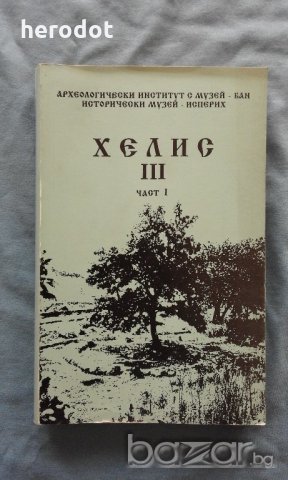 herodot
АРХЕОЛОГИЧЕСКИ ИНСТИТУТ С МУЗЕЙ - БАН
ИСТОРИЧЕСКИ МУЗЕЙ - ИСПЕРИХ
ХЕЛИС
III
ЧАСТ I
bazar.bg